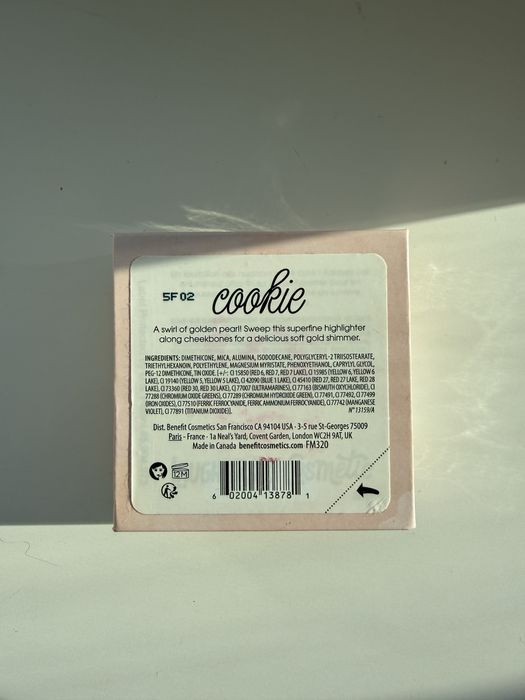 5F 02
cookie
A swirl of golden pearl! Sweep this superfine highlighter
along cheekbones for a delicious soft gold shimmer.
INGREDIENTS: DIMETHICONE, MICA, ALUMINA, ISODODECANE, POLYGLYCERYL-2 TRIISOSTEARATE,
TRIETHYLHEXANOIN, POLYETHYLENE, MAGNESIUM MYRISTATE, PHENOXYETHANOL, CAPRYLYL GLYCOL,
PEG-12 DIMETHICONE, TIN OXIDE. [+/-: CI 15850 (RED 6, RED 7, RED 7 LAKE), CI 15985 (YELLOW 6, YELLOW 6
LAKE), CI 19140 (YELLOW 5, YELLOW 5 LAKE), CI 42090 (BLUE 1 LAKE), CI 45410 (RED 27, RED 27 LAKE, RED 28
LAKE), CI 73360 (RED 30, RED 30 LAKE), CI 77007 (ULTRAMARINES), CI 77163 (BISMUTH OXYCHLORIDE), CI
77288 (CHROMIUM OXIDE GREENS), CI 77289 (CHROMIUM HYDROXIDE GREEN), CI 77491, CI 77492, CI 77499
(IRON OXIDES), CI 77510 (FERRIC FERROCYANIDE, FERRIC AMMONIUM FERROCYANIDE), CI 77742 (MANGANESE
VIOLET), CI 77891 (TITANIUM DIOXIDE)].
N° 13159/A
Dist. Benefit Cosmetics San Francisco CA 94104 USA · 3-5 rue St-Georges 75009
Paris - France · 1a Neal's Yard, Covent Garden, London WC2H 9AT, UK
Made in Canada benefitcosmetics.com FM320
12M
6 02004 13878 1